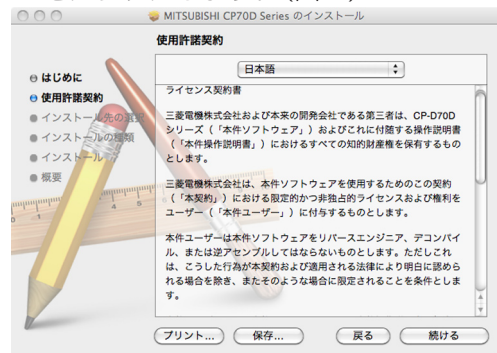 MITSUBISHI CP70D Series のインストール
使用許諾契約
はじめに
使用許諾契約
インストール先の選択
インストールの種類
インストール
概要
日本語
ライセンス契約書
三菱電機株式会社および本来の開発会社である第三者は、CP-D70D
シリーズ（「本件ソフトウェア」）およびこれに付随する操作説明書
（「本件操作説明書」）におけるすべての知的財産権を保有するもの
とします。
三菱電機株式会社は、本件ソフトウェアを使用するためのこの契約
（「本契約」）における限定的かつ非独占的ライセンスおよび権利を
ユーザー（「本件ユーザー」）に付与するものとします。
本件ユーザーは本件ソフトウェアをリバースエンジニア、デコンパイ
ル、または逆アセンブルしてはならないものとします。ただしこれ
は、こうした行為が本契約および適用される法律により明白に認めら
れる場合を除き、またそのような場合に限定されることを条件としま
す。
プリント... 保存... 戻る 続ける